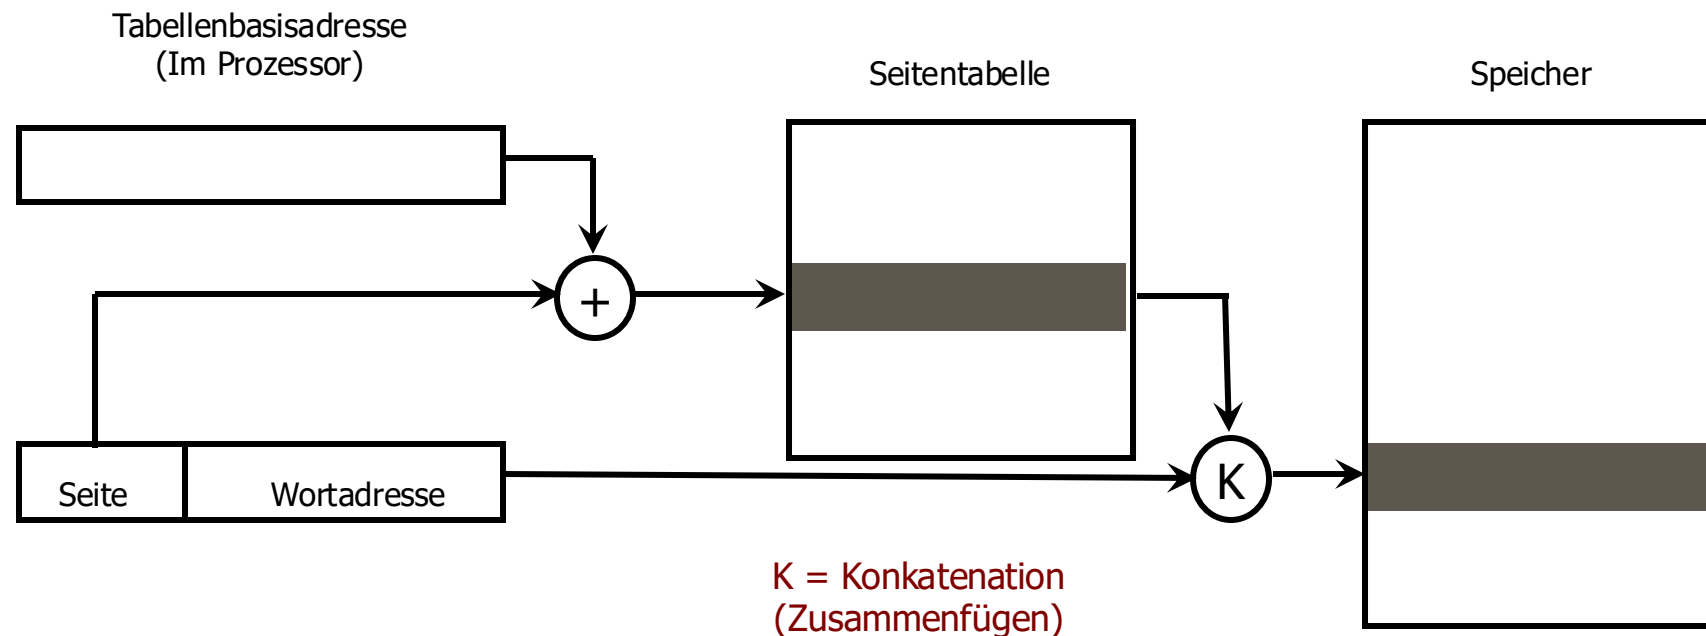 Tabellenbasisadresse
(Im Prozessor)
Seitentabelle
Speicher
+
Seite
Wortadresse
K
K = Konkatenation
(Zusammenfügen)